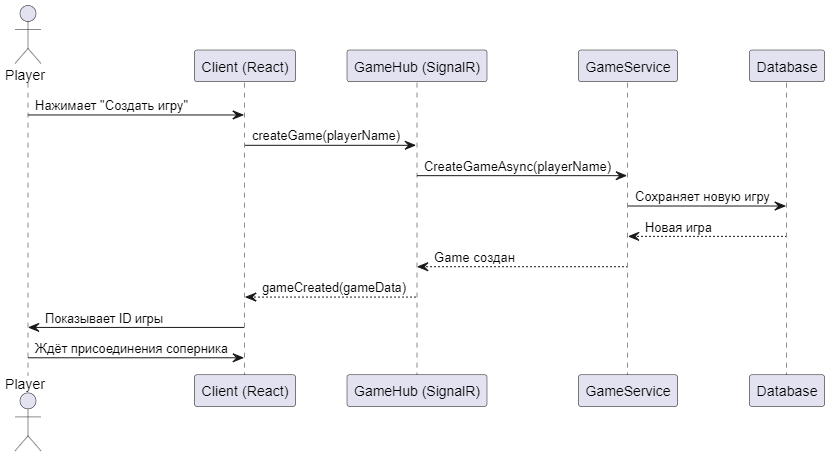 Player
Client (React)
GameHub (SignalR)
GameService
Database
Нажимает "Создать игру"
createGame(playerName)
CreateGameAsync(playerName)
Сохраняет новую игру
Новая игра
Game создан
gameCreated(gameData)
Показывает ID игры
Ждёт присоединения соперника
Player
Client (React)
GameHub (SignalR)
GameService
Database